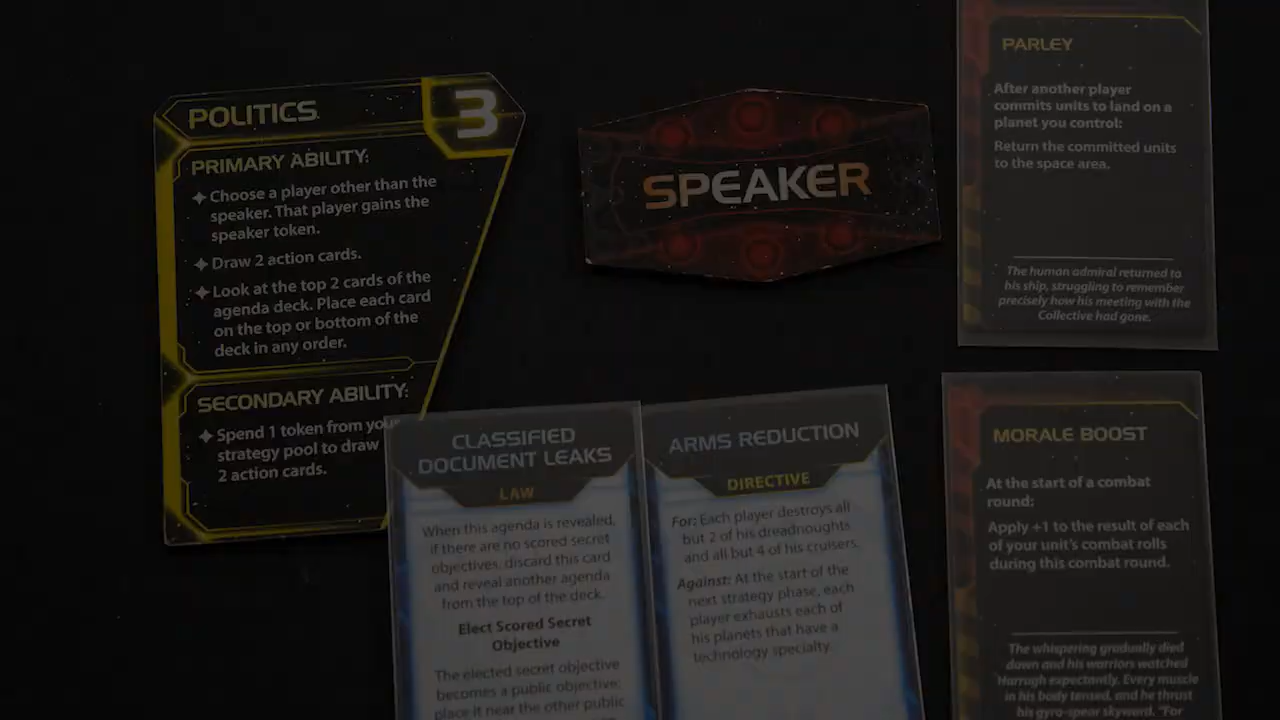 POLITICS
3
PRIMARY ABILITY:
Choose a player other than the
speaker. That player gains the
speaker token.
Draw 2 action cards.
Look at the top 2 cards of the
agenda deck. Place each card
on the top or bottom of the
deck in any order.
SECONDARY ABILITY:
Spend 1 token from your
strategy pool to draw
2 action cards.
SPEAKER
PARLEY
After another player
commits units to land on a
planet you control:
Return the committed units
to the space area.
The human admiral returned to
his ship, struggling to remember
precisely how his meeting with the
Collective had gone.
CLASSIFIED
DOCUMENT LEAKS
LAW
When this agenda is revealed,
if there are no scored secret
objectives, discard this card
and reveal another agenda
from the top of the deck.
Elect Scored Secret
Objective
The elected secret objective
becomes a public objective;
place it near the other public
ARMS REDUCTION
DIRECTIVE
For: Each player destroys all
but 2 of his dreadnoughts
and all but 4 of his cruisers.
Against: At the start of the
next strategy phase, each
player exhausts each of
his planets that have a
technology specialty.
MORALE BOOST
At the start of a combat
round:
Apply +1 to the result of each
of your unit's combat rolls
during this combat round.
The whispering gradually died
down and his warriors watched
Harrugh expectantly. Every muscle
in his body tensed, and he thrust
his gyro-spear skyward. "For